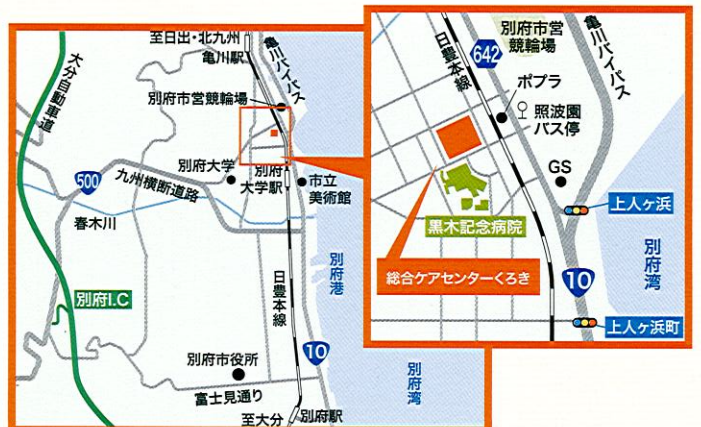 至日出・北九州
亀川駅
亀川バイパス
大分自動車道
別府市営競輪場
別府大学
別府
大学駅
市立
美術館
500
九州横断道路
春木川
別府港
日豊本線
別府I.C
10
別府市役所
富士見通り
別府湾
至大分
別府駅
別府市営
競輪場
亀川バイパス
日豊本線
642
ポプラ
照波園
バス停
GS
上人ヶ浜
黒木記念病院
別府湾
総合ケアセンターくろき
10
上人ヶ浜町